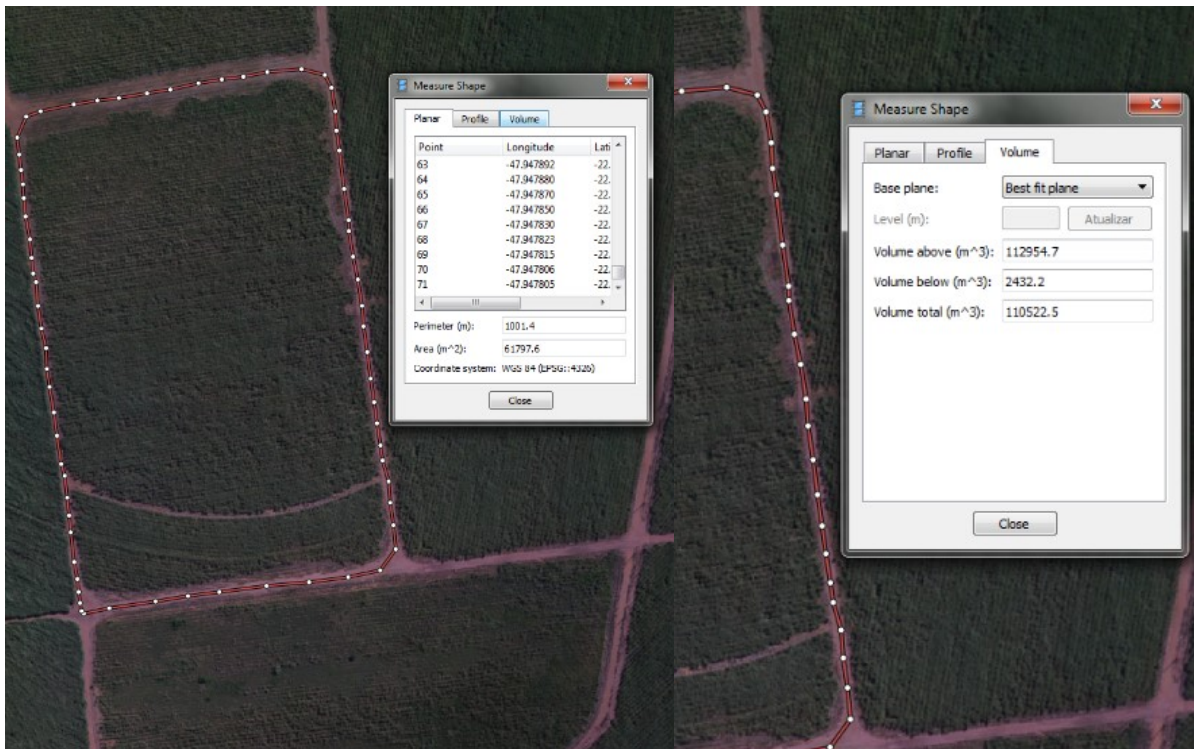 Measure Shape
Planar Profile Volume
Point Longitude Lati
63 -47.947892 -22.
64 -47.947880 -22.
65 -47.947870 -22.
66 -47.947850 -22.
67 -47.947830 -22.
68 -47.947823 -22.
69 -47.947815 -22.
70 -47.947806 -22.
71 -47.947805 -22.
Perimeter (m): 1001.4
Area (m^2): 61797.6
Coordinate system: WGS 84 (EPSG::4326)
Close
Measure Shape
Planar Profile Volume
Base plane: Best fit plane
Level (m): Atualizar
Volume above (m^3): 112954.7
Volume below (m^3): 2432.2
Volume total (m^3): 110522.5
Close